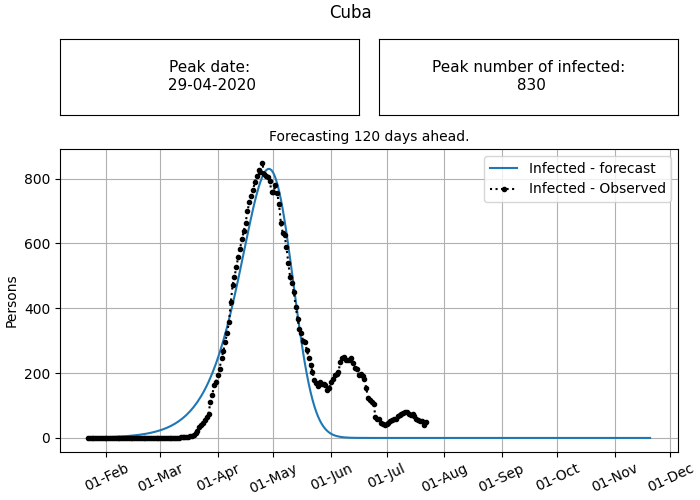 Cuba
Peak date:
29-04-2020
Peak number of infected:
830
Forecasting 120 days ahead.
Infected - forecast
Infected - Observed
Persons
800
600
400
200
0
01-Feb
01-Mar
01-Apr
01-May
01-Jun
01-Jul
01-Aug
01-Sep
01-Oct
01-Nov
01-Dec